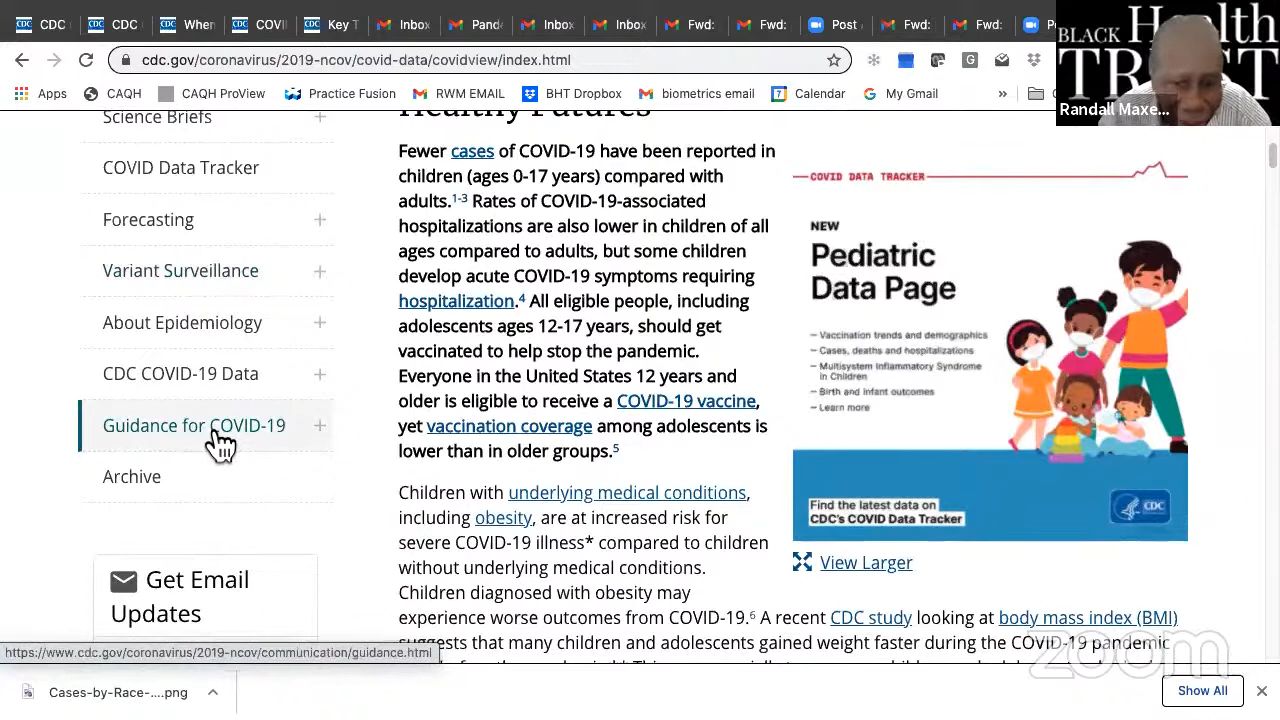 CDC
CDC
CDC
When
CDC
COVI
CDC
Key T
Inbox
Pand
Inbox
Inbox
Fwd:
Fwd:
Post
Fwd:
Fwd:
BLACK Health
TRUST
Randall Maxe...
cdc.gov/coronavirus/2019-ncov/covid-data/covidview/index.html
Apps
CAQH
CAQH ProView
Practice Fusion
RWM EMAIL
BHT Dropbox
biometrics email
7
Calendar
My Gmail
»
Science Briefs
COVID Data Tracker
Forecasting
Variant Surveillance
About Epidemiology
CDC COVID-19 Data
Guidance for COVID-19
Archive
Get Email
Updates
Healthy Futures
Fewer cases of COVID-19 have been reported in
children (ages 0-17 years) compared with
adults.1-3 Rates of COVID-19-associated
hospitalizations are also lower in children of all
ages compared to adults, but some children
develop acute COVID-19 symptoms requiring
hospitalization.4 All eligible people, including
adolescents ages 12-17 years, should get
vaccinated to help stop the pandemic.
Everyone in the United States 12 years and
older is eligible to receive a COVID-19 vaccine,
yet vaccination coverage among adolescents is
lower than in older groups.5
Children with underlying medical conditions,
including obesity, are at increased risk for
severe COVID-19 illness* compared to children
without underlying medical conditions.
Children diagnosed with obesity may
experience worse outcomes from COVID-19.6 A recent CDC study looking at body mass index (BMI)
suggests that many children and adolescents gained weight faster during the COVID-19 pandemic
COVID DATA TRACKER
NEW
Pediatric
Data Page
– Vaccination trends and demographics
– Cases, deaths and hospitalizations
– Multisystem Inflammatory Syndrome
in Children
– Birth and infant outcomes
– Learn more
Find the latest data on
CDC's COVID Data Tracker
CDC
View Larger
zoom
https://www.cdc.gov/coronavirus/2019-ncov/communication/guidance.html
Cases-by-Race-....png
Show All